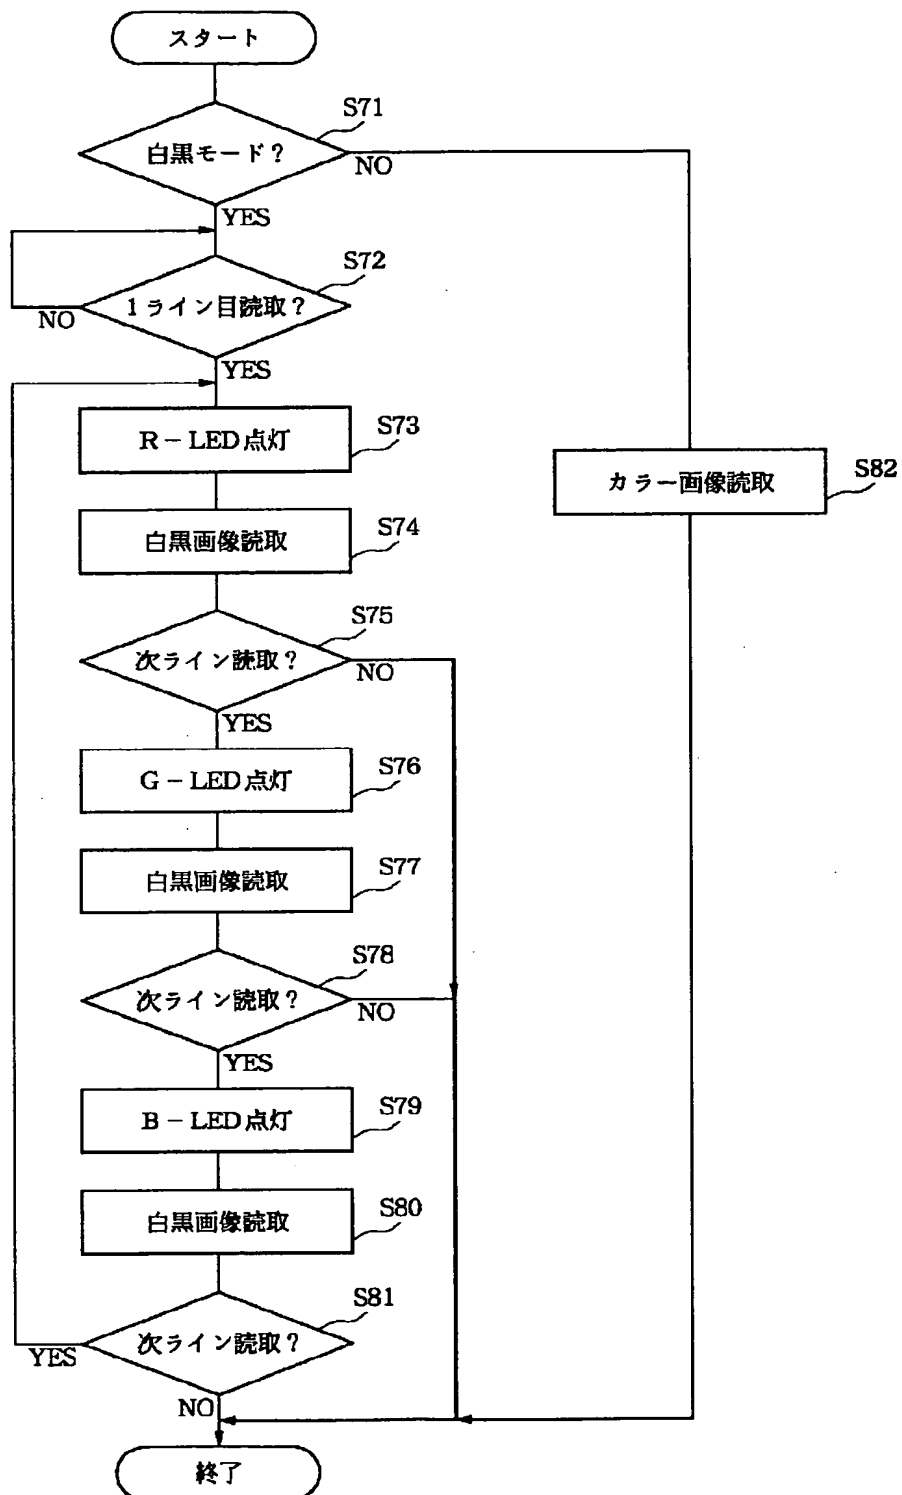 スタート
S71
白黒モード?
NO
YES
S72
1ライン目読取?
NO
YES
R-LED点灯
S73
カラー画像読取
S82
白黒画像読取
S74
S75
次ライン読取?
NO
YES
G-LED点灯
S76
白黒画像読取
S77
S78
次ライン読取?
NO
YES
B-LED点灯
S79
白黒画像読取
S80
S81
次ライン読取?
YES
NO
終了